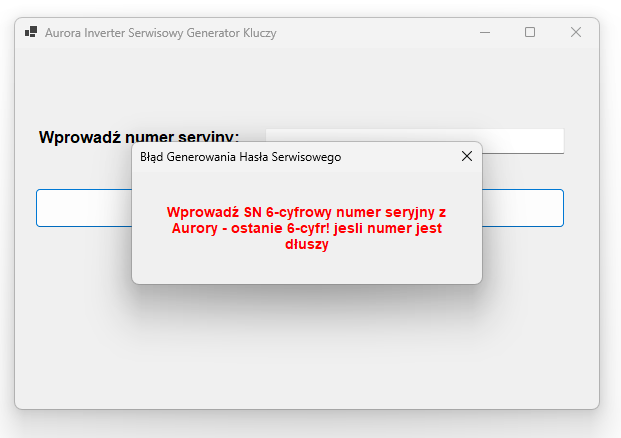 Aurora Inverter Serwisowy Generator Kluczy
Wprowadź numer seryjny:
Błąd Generowania Hasła Serwisowego
Wprowadź SN 6-cyfrowy numer seryjny z
Aurory - ostanie 6-cyfr! jesli numer jest
dłuszy